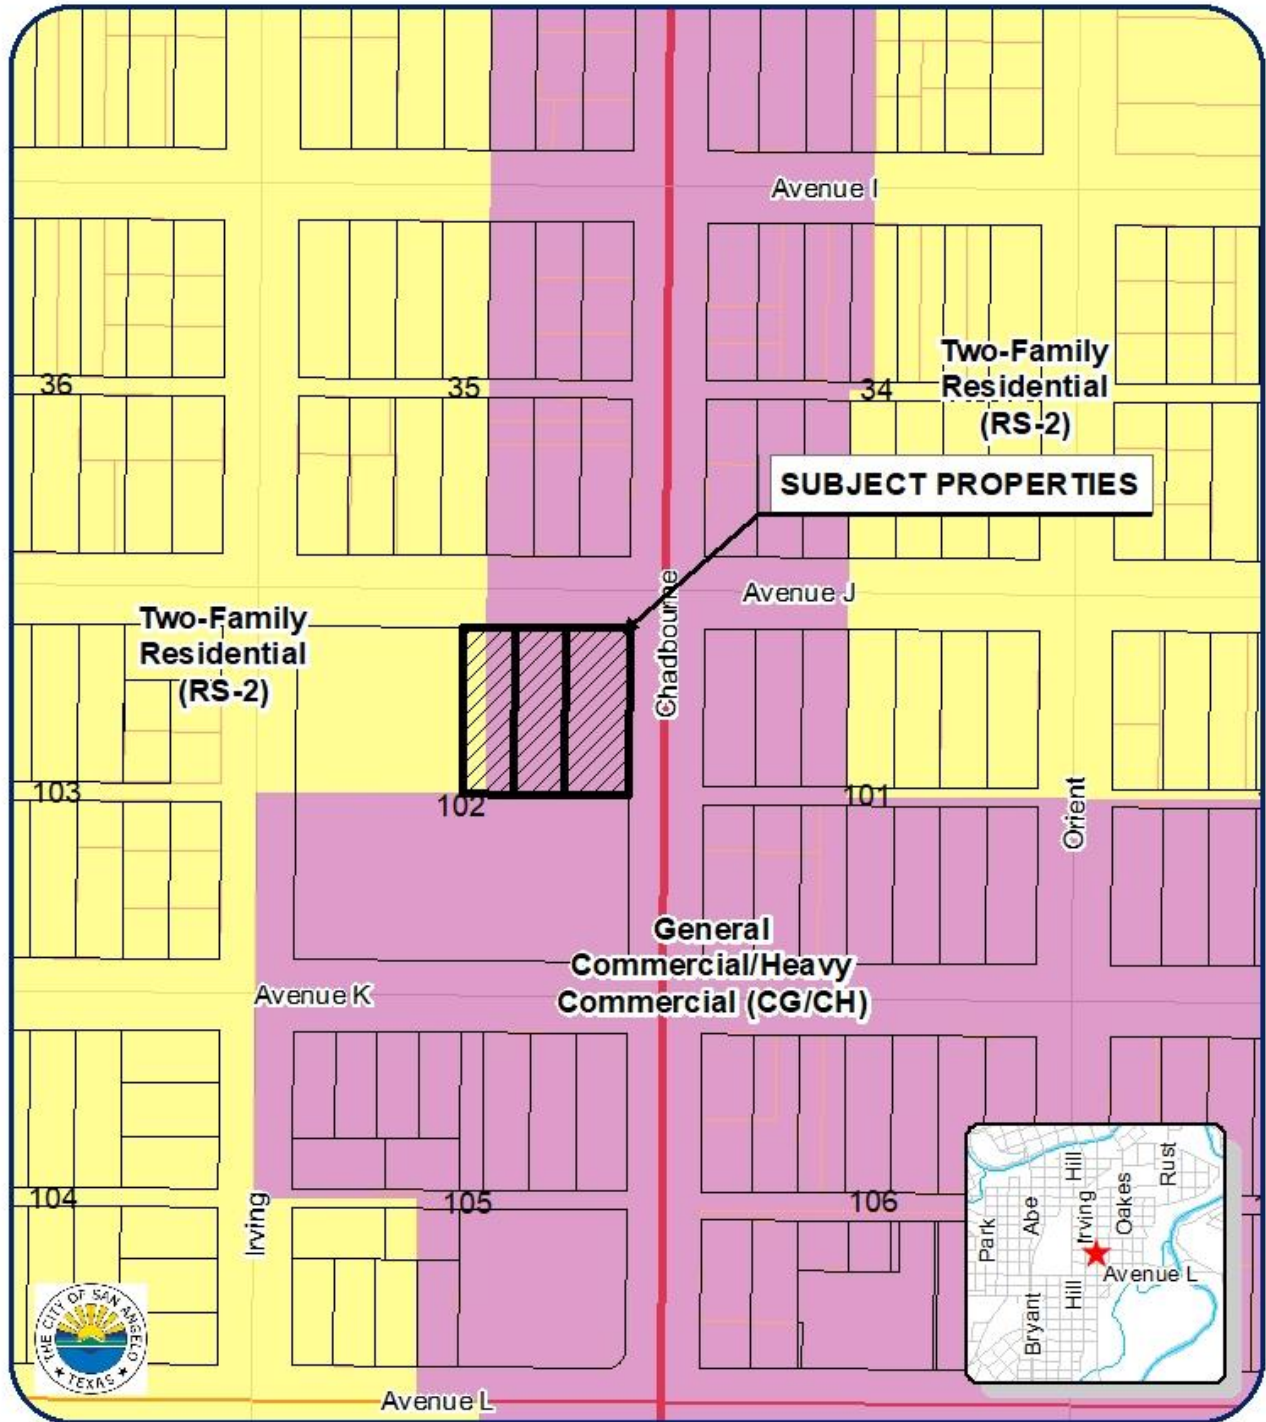 Avenue I
Two-Family
Residential
(RS-2)
36
35
34
SUBJECT PROPERTIES
Chadbourne
Avenue J
Two-Family
Residential
(RS-2)
103
102
101
Orient
General
Commercial/Heavy
Commercial (CG/CH)
Avenue K
104
Irving
105
106
Park
Abe
Hill
Irving
Oakes
Rust
Avenue L
Bryant
Hill
THE CITY OF SAN ANGELO
TEXAS
Avenue L